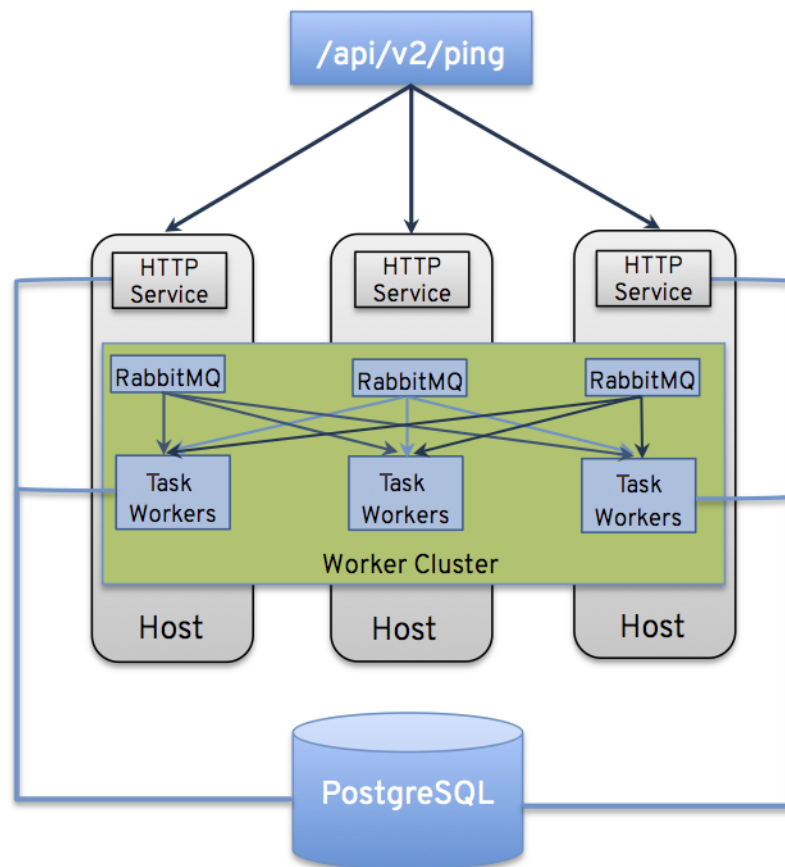 /api/v2/ping
HTTP
Service
HTTP
Service
HTTP
Service
RabbitMQ
RabbitMQ
RabbitMQ
Task
Workers
Task
Workers
Task
Workers
Worker Cluster
Host
Host
Host
PostgreSQL